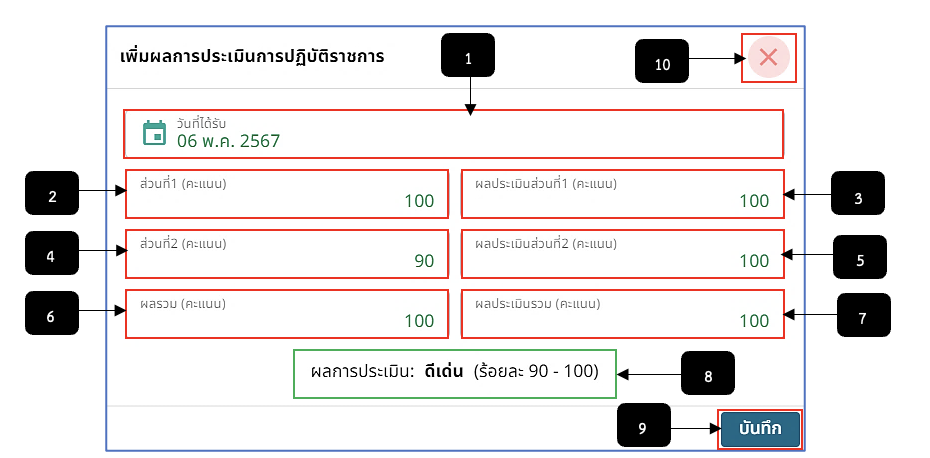 เพิ่มผลการประเมินการปฏิบัติราชการ
1
10
วันที่ได้รับ
06 พ.ค. 2567
2
ส่วนที่1 (คะแนน)
100
ผลประเมินส่วนที่1 (คะแนน)
100
3
4
ส่วนที่2 (คะแนน)
90
ผลประเมินส่วนที่2 (คะแนน)
100
5
6
ผลรวม (คะแนน)
100
ผลประเมินรวม (คะแนน)
100
7
ผลการประเมิน: ดีเด่น (ร้อยละ 90 - 100)
8
9
บันทึก